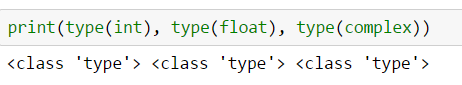 print(type(int), type(float), type(complex))
<class 'type'> <class 'type'> <class 'type'>